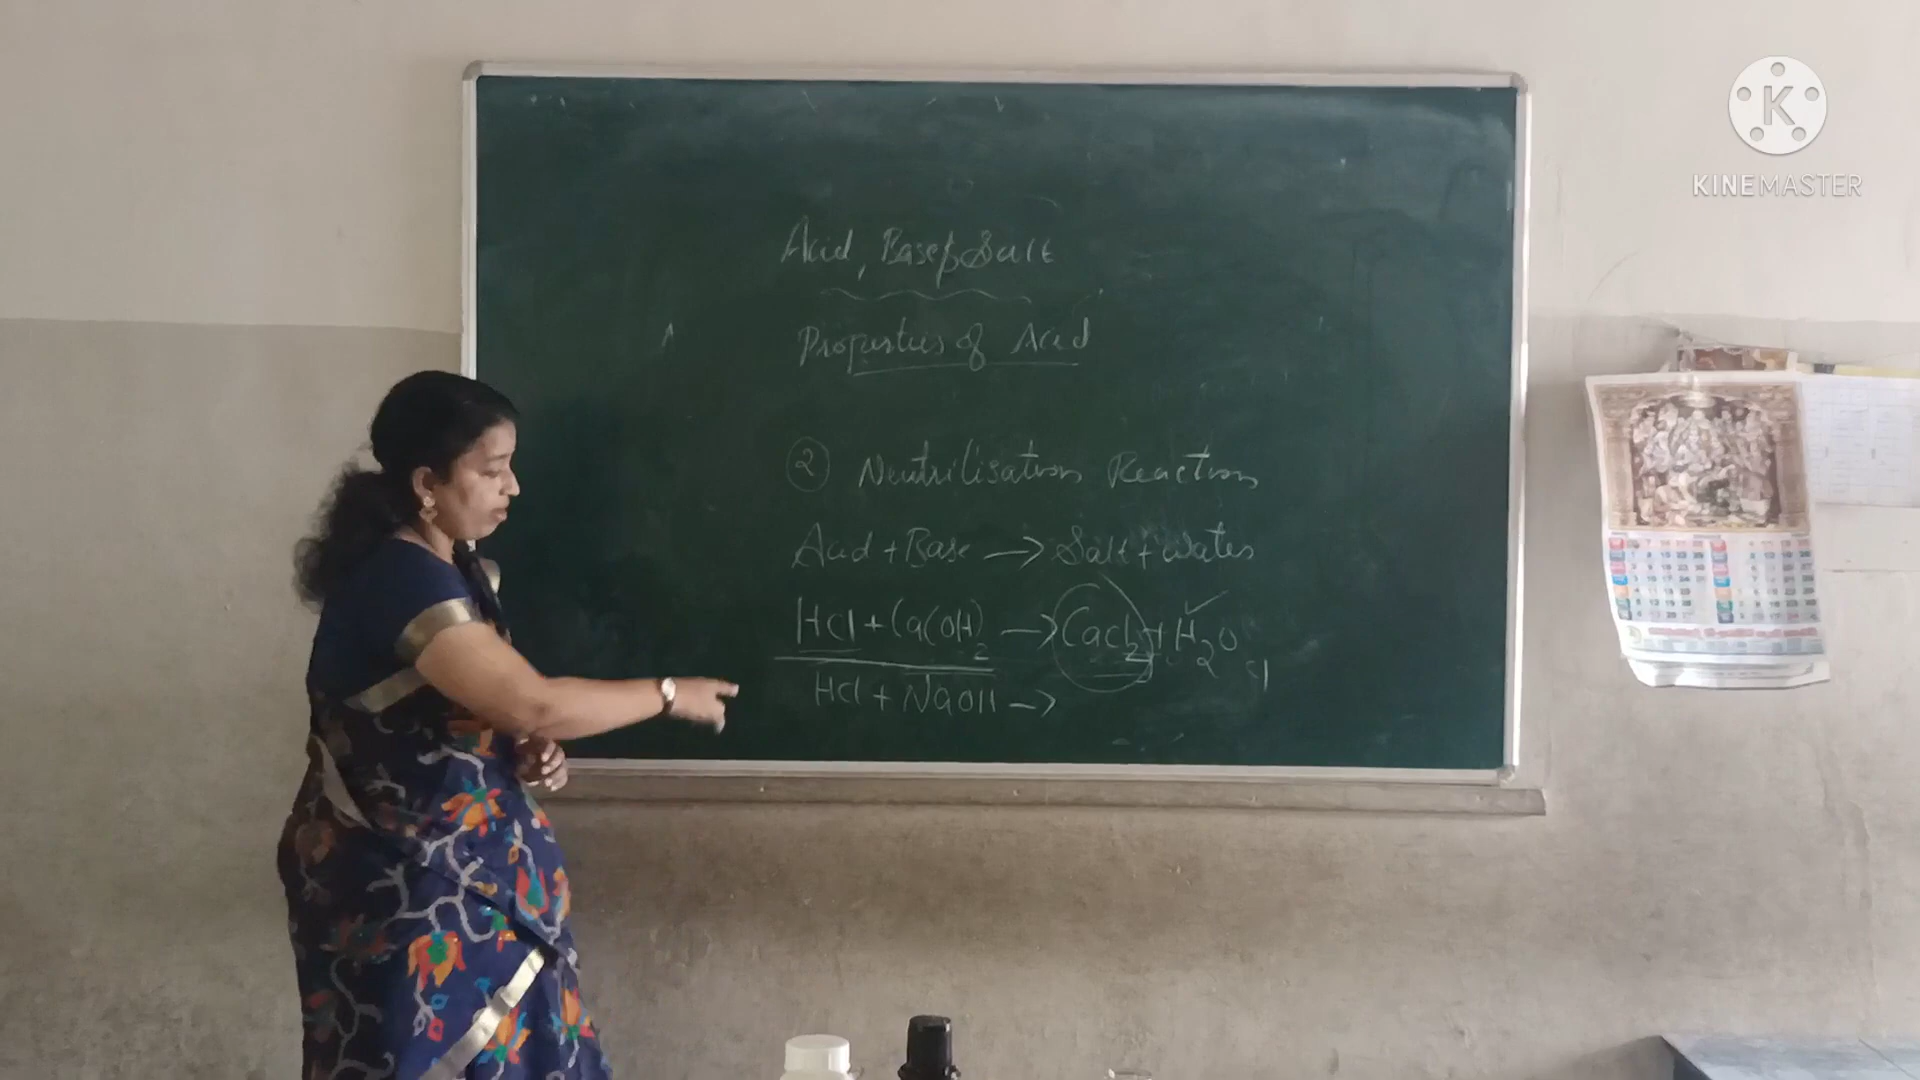 K
KINEMASTER
Acid, Base & Salt
Properties of Acid
② Neutrilisation Reaction
Acid + Base → Salt + Water
HCl + Ca(OH)₂ → CaCl₂ + H₂O
HCl + NaOH →